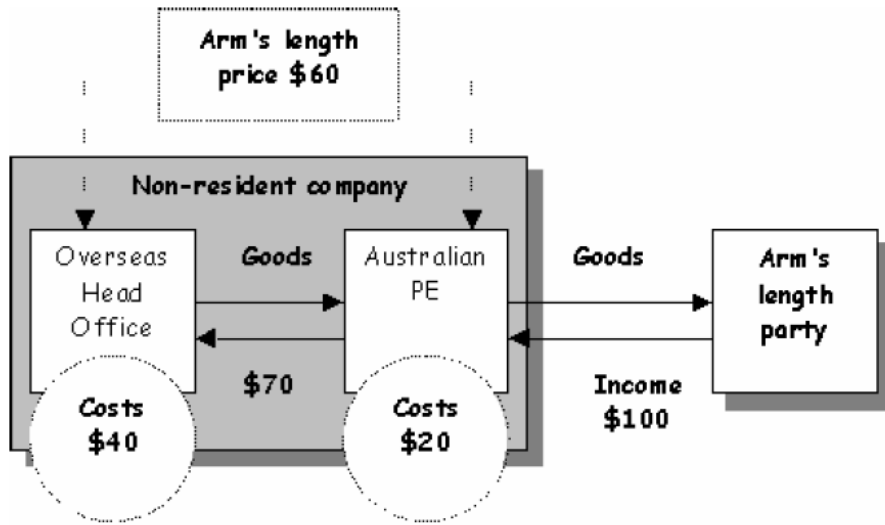 Arm's length
price $60
Non-resident company
Overseas
Head
Office
Goods
Australian
PE
Goods
Arm's
length
party
$70
Income
$100
Costs
$40
Costs
$20